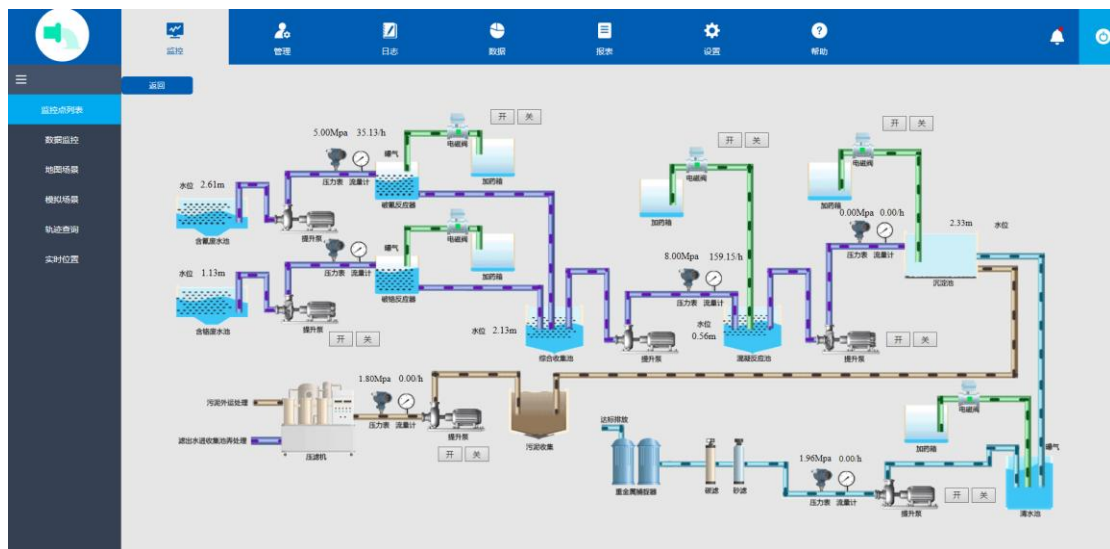 监控
管理
日志
数据
报表
设置
帮助
返回
监控点列表
数据监控
地图场景
模拟场景
轨迹查询
实时位置
开 关
5.00Mpa 35.13/h
曝气
电磁阀
加药箱
压力表 流量计
破氰反应器
水位 2.61m
含氰废水池
提升泵
曝气
电磁阀
加药箱
压力表 流量计
破铬反应器
水位 1.13m
含铬废水池
提升泵
开 关
水位 2.13m
综合收集池
开 关
电磁阀
加药箱
8.00Mpa 159.15/h
压力表 流量计
水位
0.56m
提升泵
混凝反应池
开 关
电磁阀
加药箱
0.00Mpa 0.00/h
压力表 流量计
2.33m 水位
沉淀池
提升泵
开 关
1.80Mpa 0.00/h
污泥外运处理
压力表 流量计
滤出水进收集池再处理
压滤机
提升泵
开 关
污泥收集
达标排放
重金属捕捉器
碳滤
砂滤
1.96Mpa 0.00/h
压力表 流量计
提升泵
开 关
电磁阀
加药箱
曝气
清水池